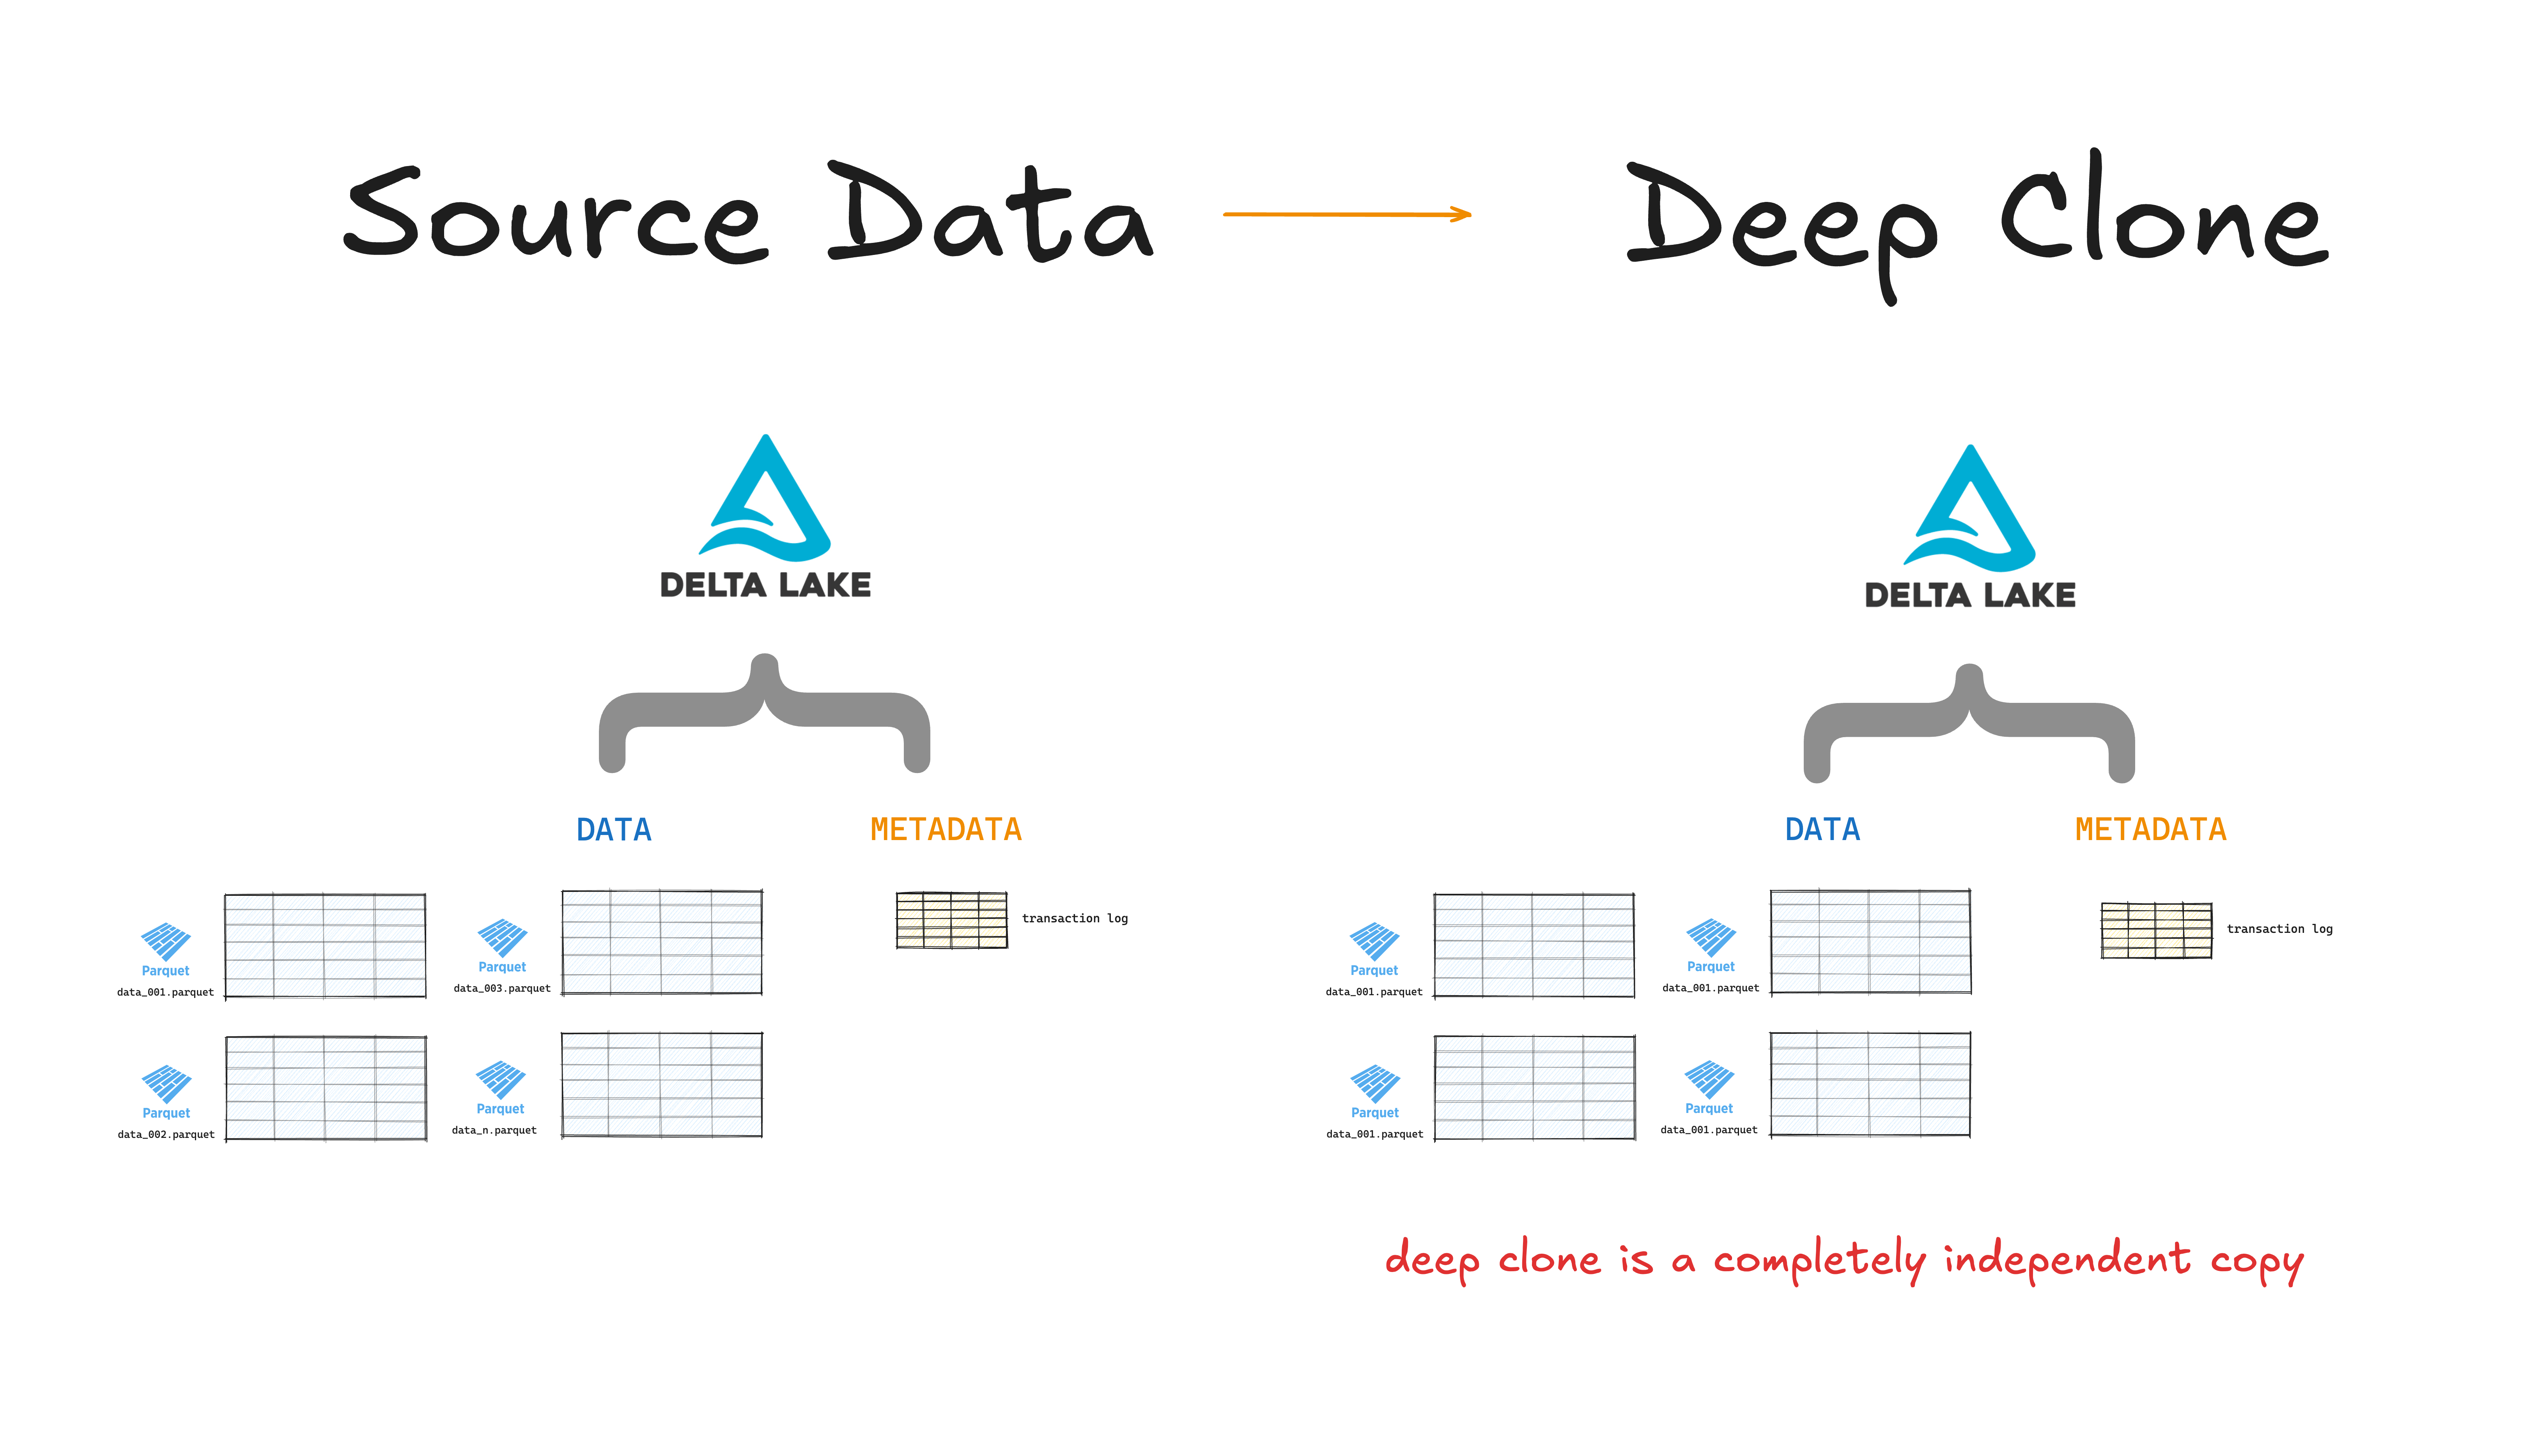 Source Data
Deep Clone
DELTA LAKE
DELTA LAKE
DATA
METADATA
DATA
METADATA
Parquet
data_001.parquet
Parquet
data_003.parquet
transaction log
Parquet
data_002.parquet
Parquet
data_n.parquet
Parquet
data_001.parquet
Parquet
data_001.parquet
transaction log
Parquet
data_001.parquet
Parquet
data_001.parquet
deep clone is a completely independent copy